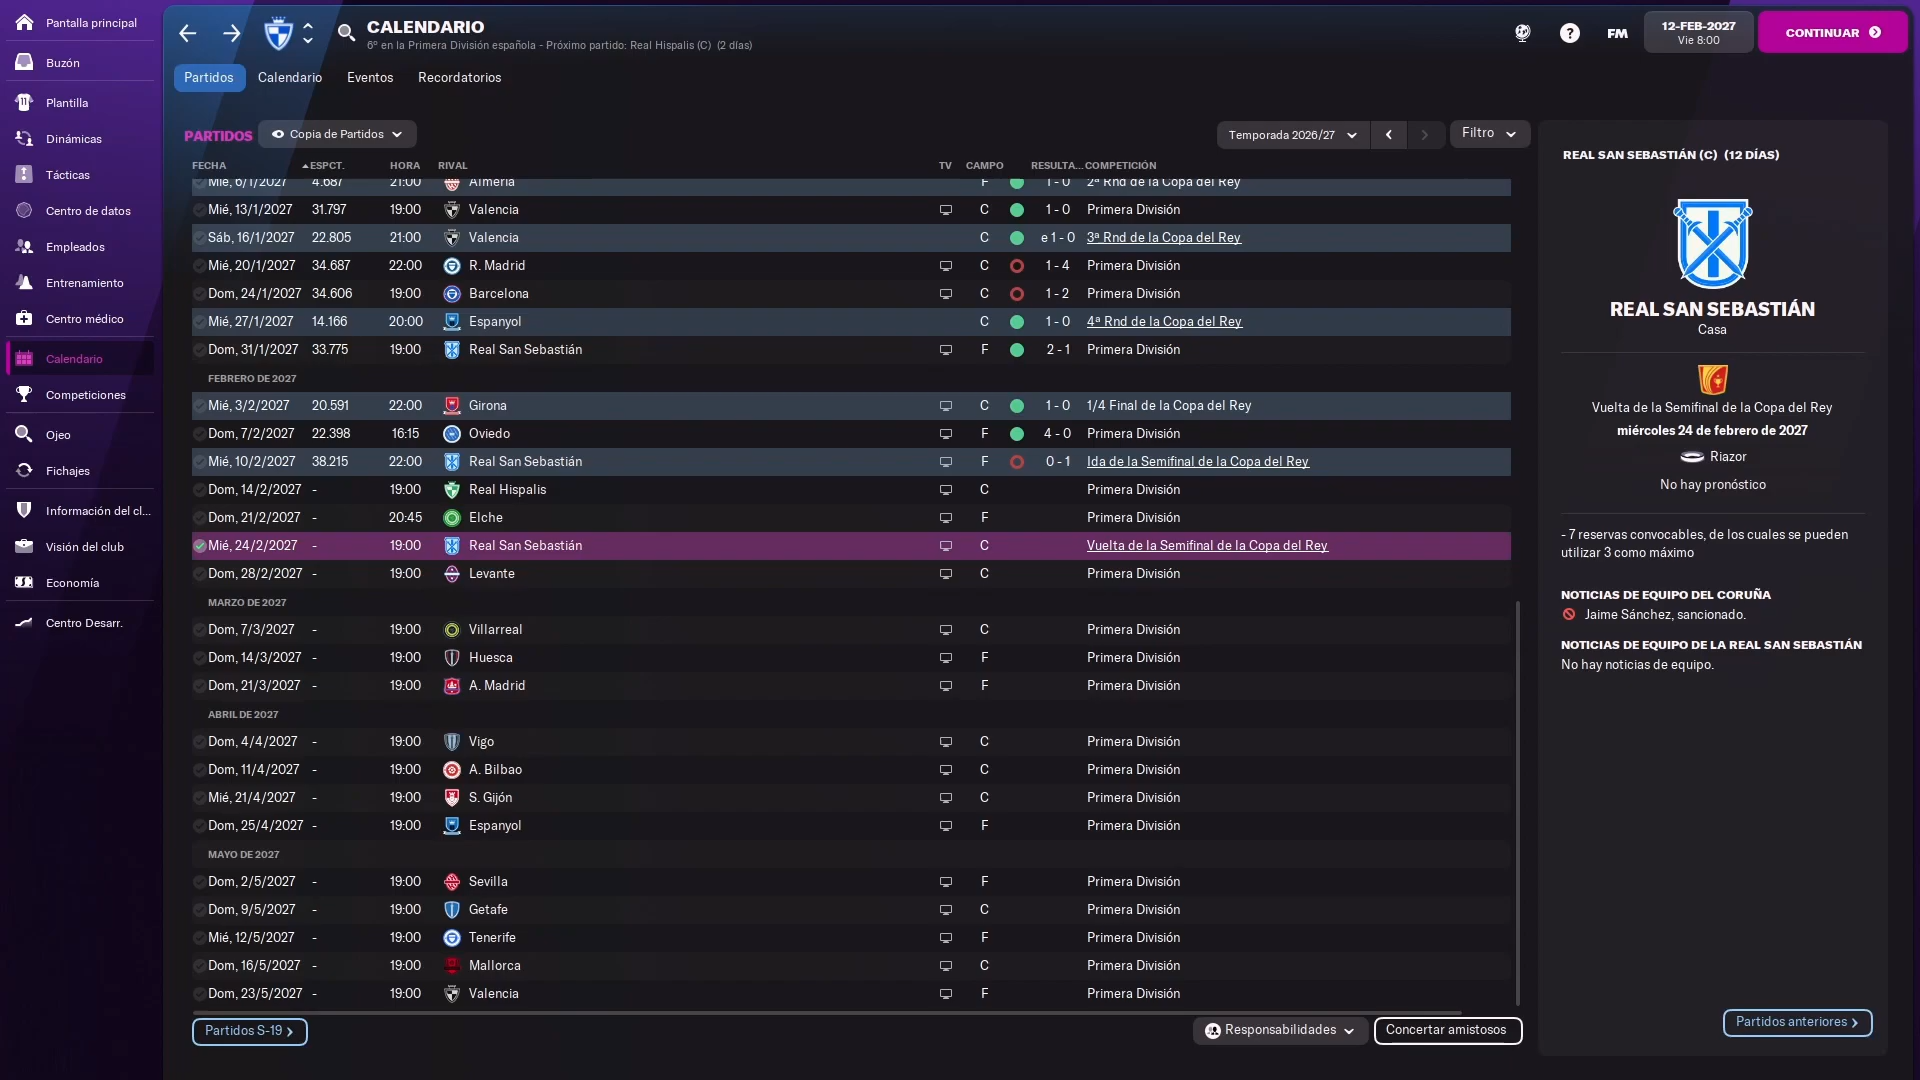 Pantalla principal
Buzón
Plantilla
Dinámicas
Tácticas
Centro de datos
Empleados
Entrenamiento
Centro médico
Calendario
Competiciones
Ojeo
Fichajes
Información del cl...
Visión del club
Economía
Centro Desarr.
CALENDARIO
6º en la Primera División española - Próximo partido: Real Hispalis (C) (2 días)
FM
12-FEB-2027
Vie 8:00
CONTINUAR
Partidos Calendario Eventos Recordatorios
PARTIDOS Copia de Partidos Temporada 2026/27 Filtro
FECHA ESPCT. HORA RIVAL TV CAMPO RESULTA... COMPETICIÓN
Mié, 6/1/2027 4.687 21:00 Almería F 1 - 0 2ª Rnd de la Copa del Rey
Mié, 13/1/2027 31.797 19:00 Valencia C 1 - 0 Primera División
Sáb, 16/1/2027 22.805 21:00 Valencia C e 1 - 0 3ª Rnd de la Copa del Rey
Mié, 20/1/2027 34.687 22:00 R. Madrid C 1 - 4 Primera División
Dom, 24/1/2027 34.606 19:00 Barcelona C 1 - 2 Primera División
Mié, 27/1/2027 14.166 20:00 Espanyol C 1 - 0 4ª Rnd de la Copa del Rey
Dom, 31/1/2027 33.775 19:00 Real San Sebastián F 2 - 1 Primera División
FEBRERO DE 2027
Mié, 3/2/2027 20.591 22:00 Girona C 1 - 0 1/4 Final de la Copa del Rey
Dom, 7/2/2027 22.398 16:15 Oviedo F 4 - 0 Primera División
Mié, 10/2/2027 38.215 22:00 Real San Sebastián F 0 - 1 Ida de la Semifinal de la Copa del Rey
Dom, 14/2/2027 - 19:00 Real Hispalis C Primera División
Dom, 21/2/2027 - 20:45 Elche F Primera División
Mié, 24/2/2027 - 19:00 Real San Sebastián C Vuelta de la Semifinal de la Copa del Rey
Dom, 28/2/2027 - 19:00 Levante C Primera División
MARZO DE 2027
Dom, 7/3/2027 - 19:00 Villarreal C Primera División
Dom, 14/3/2027 - 19:00 Huesca F Primera División
Dom, 21/3/2027 - 19:00 A. Madrid F Primera División
ABRIL DE 2027
Dom, 4/4/2027 - 19:00 Vigo C Primera División
Dom, 11/4/2027 - 19:00 A. Bilbao C Primera División
Mié, 21/4/2027 - 19:00 S. Gijón C Primera División
Dom, 25/4/2027 - 19:00 Espanyol F Primera División
MAYO DE 2027
Dom, 2/5/2027 - 19:00 Sevilla F Primera División
Dom, 9/5/2027 - 19:00 Getafe C Primera División
Mié, 12/5/2027 - 19:00 Tenerife F Primera División
Dom, 16/5/2027 - 19:00 Mallorca C Primera División
Dom, 23/5/2027 - 19:00 Valencia F Primera División
Partidos S-19 Responsabilidades Concertar amistosos
REAL SAN SEBASTIÁN (C) (12 DÍAS)
REAL SAN SEBASTIÁN
Casa
Vuelta de la Semifinal de la Copa del Rey
miércoles 24 de febrero de 2027
Riazor
No hay pronóstico
- 7 reservas convocables, de los cuales se pueden
utilizar 3 como máximo
NOTICIAS DE EQUIPO DEL CORUÑA
Jaime Sánchez, sancionado.
NOTICIAS DE EQUIPO DE LA REAL SAN SEBASTIÁN
No hay noticias de equipo.
Partidos anteriores